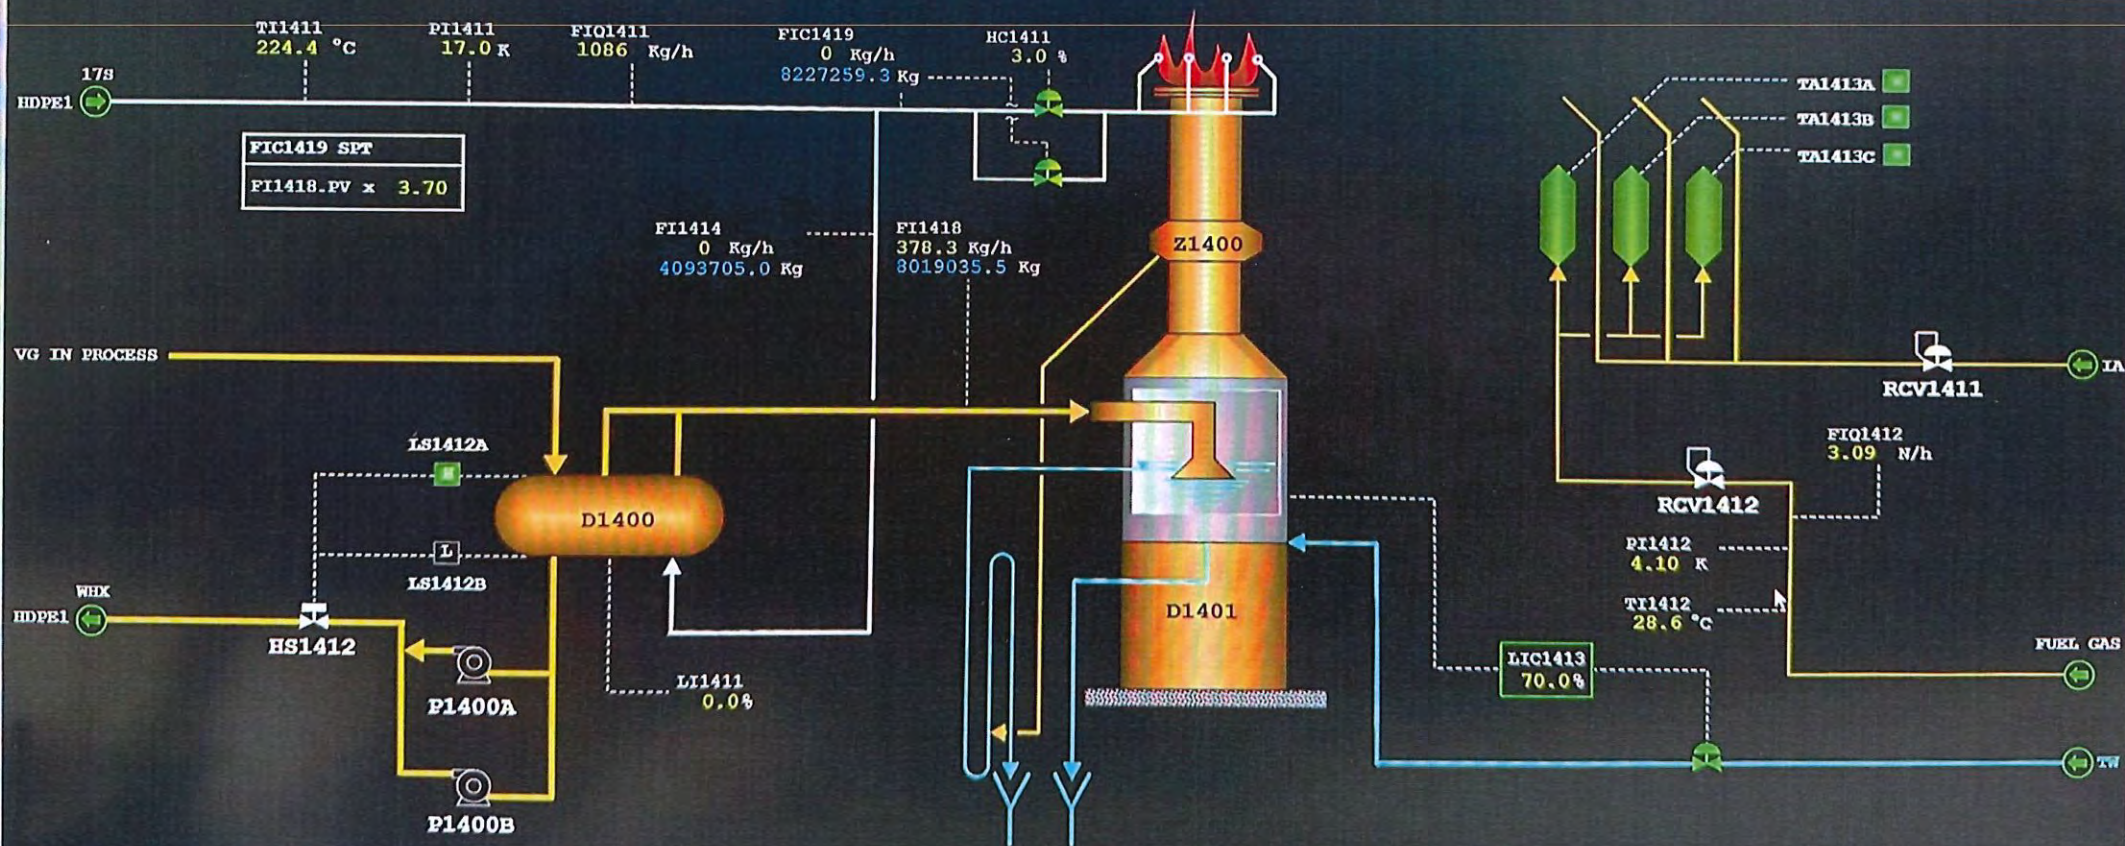 TI1411
224.4 °C
PI1411
17.0 K
FIQ1411
1086 Kg/h
FIC1419
0 Kg/h
8227259.3 Kg
HC1411
3.0 %
17S
HDPE1
FIC1419 SPT
FI1418.PV x 3.70
TA1413A
TA1413B
TA1413C
FI1414
0 Kg/h
4093705.0 Kg
FI1418
378.3 Kg/h
8019035.5 Kg
Z1400
VG IN PROCESS
RCV1411
IA
LS1412A
H
D1400
L
LS1412B
FIQ1412
3.09 N/h
RCV1412
PI1412
4.10 K
TI1412
28.6 °C
WHX
HDPE1
HS1412
P1400A
P1400B
LI1411
0.0%
D1401
LIC1413
70.0%
FUEL GAS
TW